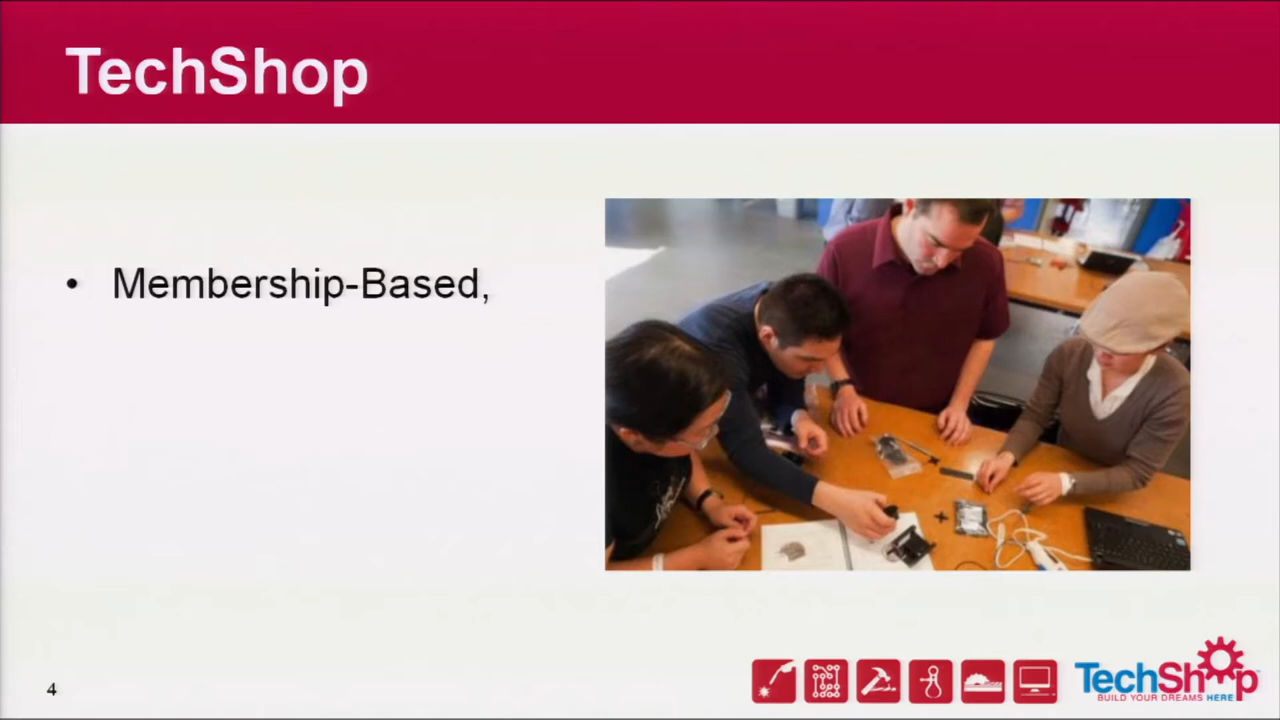 TechShop
• Membership-Based,
4
TechShop
BUILD YOUR DREAMS HERE